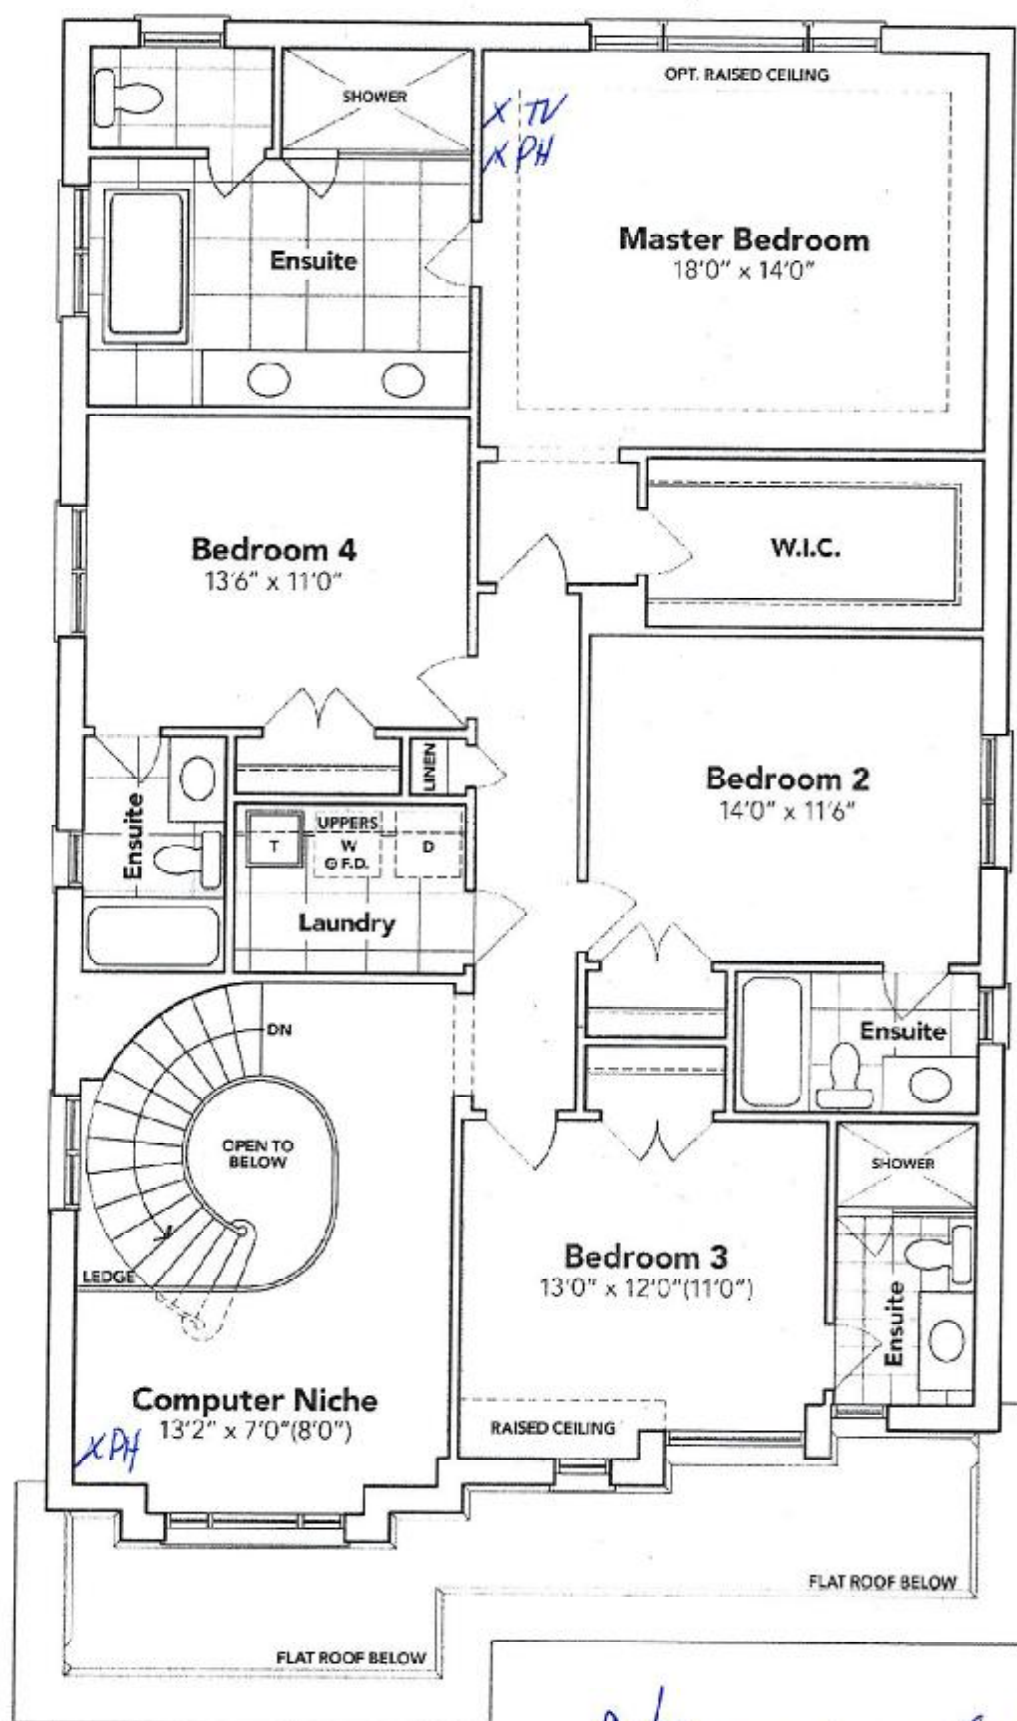 OPT. RAISED CEILING
SHOWER
X TV
X PH
Master Bedroom
18'0" x 14'0"
Ensuite
Bedroom 4
13'6" x 11'0"
W.I.C.
LINEN
Bedroom 2
14'0" x 11'6"
Ensuite
UPPERS
T
W
D
F.D.
Laundry
DN
Ensuite
OPEN TO
BELOW
SHOWER
LEDGE
Bedroom 3
13'0" x 12'0"(11'0")
Ensuite
Computer Niche
13'2" x 7'0"(8'0")
X PH
RAISED CEILING
FLAT ROOF BELOW
FLAT ROOF BELOW